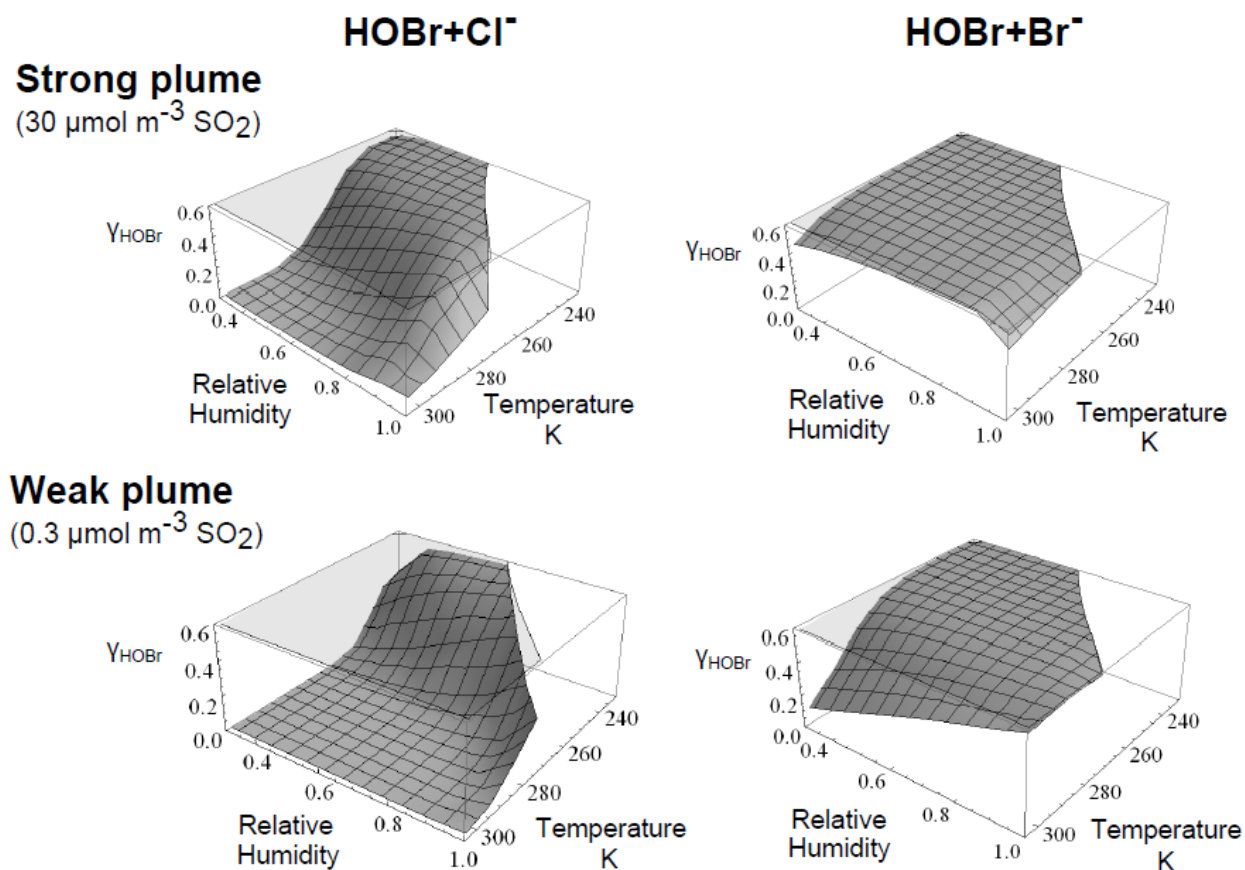 HOBr+Cl⁻
HOBr+Br⁻
Strong plume
(30 µmol m⁻³ SO₂)
γHOBr
0.6
0.4
0.2
0.0
0.4
0.6
0.8
1.0
Relative
Humidity
300
280
260
240
Temperature
K
γHOBr
0.6
0.4
0.2
0.0
0.4
0.6
0.8
1.0
Relative
Humidity
300
280
260
240
Temperature
K
Weak plume
(0.3 µmol m⁻³ SO₂)
γHOBr
0.6
0.4
0.2
0.0
0.4
0.6
0.8
1.0
Relative
Humidity
300
280
260
240
Temperature
K
γHOBr
0.6
0.4
0.2
0.0
0.4
0.6
0.8
1.0
Relative
Humidity
300
280
260
240
Temperature
K